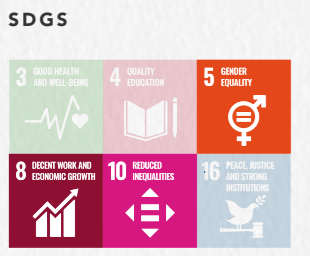 SDGS
3 GOOD HEALTH
AND WELL-BEING
4 QUALITY
EDUCATION
5 GENDER
EQUALITY
8 DECENT WORK AND
ECONOMIC GROWTH
10 REDUCED
INEQUALITIES
16 PEACE, JUSTICE
AND STRONG
INSTITUTIONS